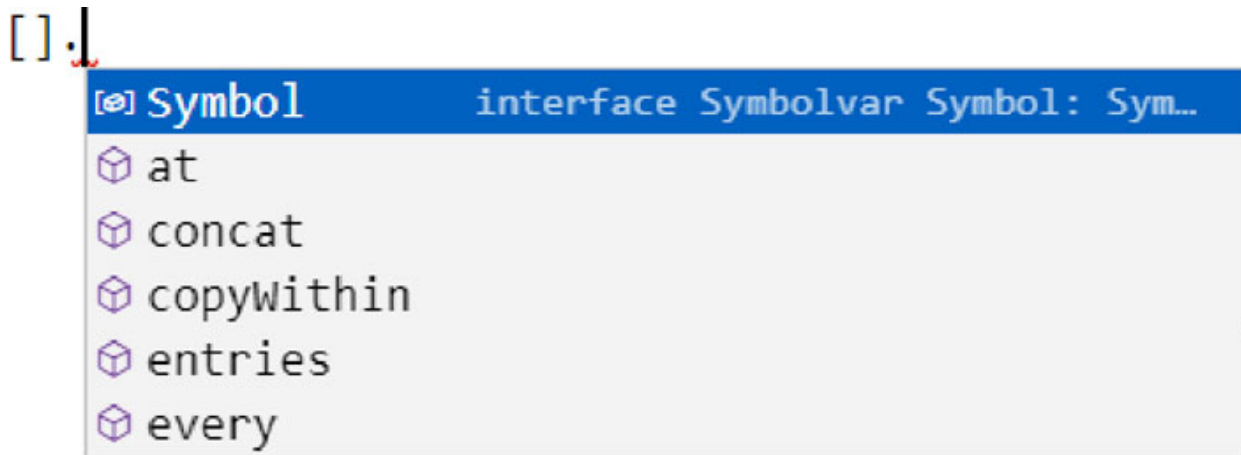 [].
Symbol interface Symbolvar Symbol: Sym…
at
concat
copyWithin
entries
every